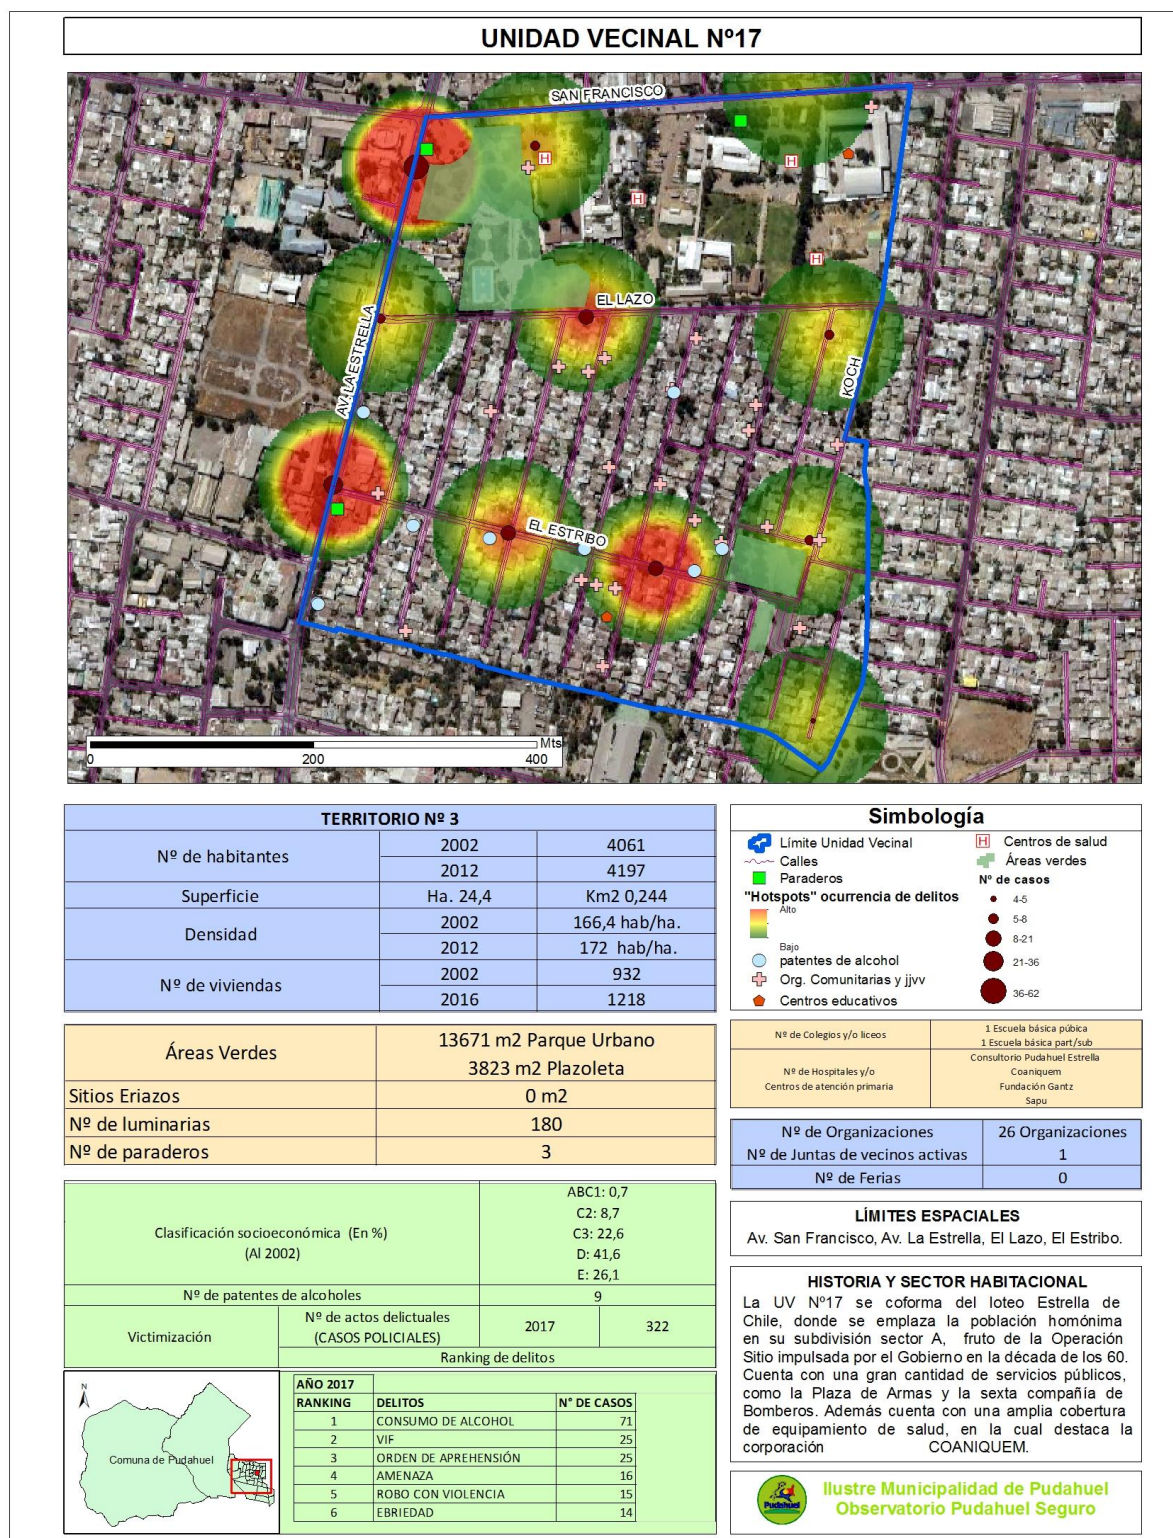 UNIDAD VECINAL Nº17
SAN FRANCISCO
EL LAZO
AV. LA ESTRELLA
KOCH
EL ESTRIBO
Mts
0 200 400
TERRITORIO Nº 3
Nº de habitantes
2002 4061
2012 4197
Superficie Ha. 24,4 Km2 0,244
Densidad
2002 166,4 hab/ha.
2012 172 hab/ha.
Nº de viviendas
2002 932
2016 1218
Áreas Verdes
13671 m2 Parque Urbano
3823 m2 Plazoleta
Sitios Eriazos 0 m2
Nº de luminarias 180
Nº de paraderos 3
Clasificación socioeconómica (En %)
(Al 2002)
ABC1: 0,7
C2: 8,7
C3: 22,6
D: 41,6
E: 26,1
Nº de patentes de alcoholes 9
Victimización
Nº de actos delictuales
(CASOS POLICIALES)
2017 322
Ranking de delitos
N
Comuna de Pudahuel
AÑO 2017
RANKING DELITOS N° DE CASOS
1 CONSUMO DE ALCOHOL 71
2 VIF 25
3 ORDEN DE APREHENSIÓN 25
4 AMENAZA 16
5 ROBO CON VIOLENCIA 15
6 EBRIEDAD 14
Simbología
Límite Unidad Vecinal
Calles
Paraderos
"Hotspots" ocurrencia de delitos
Alto
Bajo
patentes de alcohol
Org. Comunitarias y jjvv
Centros educativos
H Centros de salud
Áreas verdes
Nº de casos
4-5
5-8
8-21
21-36
36-62
Nº de Colegios y/o liceos
1 Escuela básica púbica
1 Escuela básica part/sub
Nº de Hospitales y/o
Centros de atención primaria
Consultorio Pudahuel Estrella
Coaniquem
Fundación Gantz
Sapu
Nº de Organizaciones 26 Organizaciones
Nº de Juntas de vecinos activas 1
Nº de Ferias 0
LÍMITES ESPACIALES
Av. San Francisco, Av. La Estrella, El Lazo, El Estribo.
HISTORIA Y SECTOR HABITACIONAL
La UV Nº17 se coforma del loteo Estrella de
Chile, donde se emplaza la población homónima
en su subdivisión sector A, fruto de la Operación
Sitio impulsada por el Gobierno en la década de los 60.
Cuenta con una gran cantidad de servicios públicos,
como la Plaza de Armas y la sexta compañía de
Bomberos. Además cuenta con una amplia cobertura
de equipamiento de salud, en la cual destaca la
corporación COANIQUEM.
Pudahuel
Ilustre Municipalidad de Pudahuel
Observatorio Pudahuel Seguro